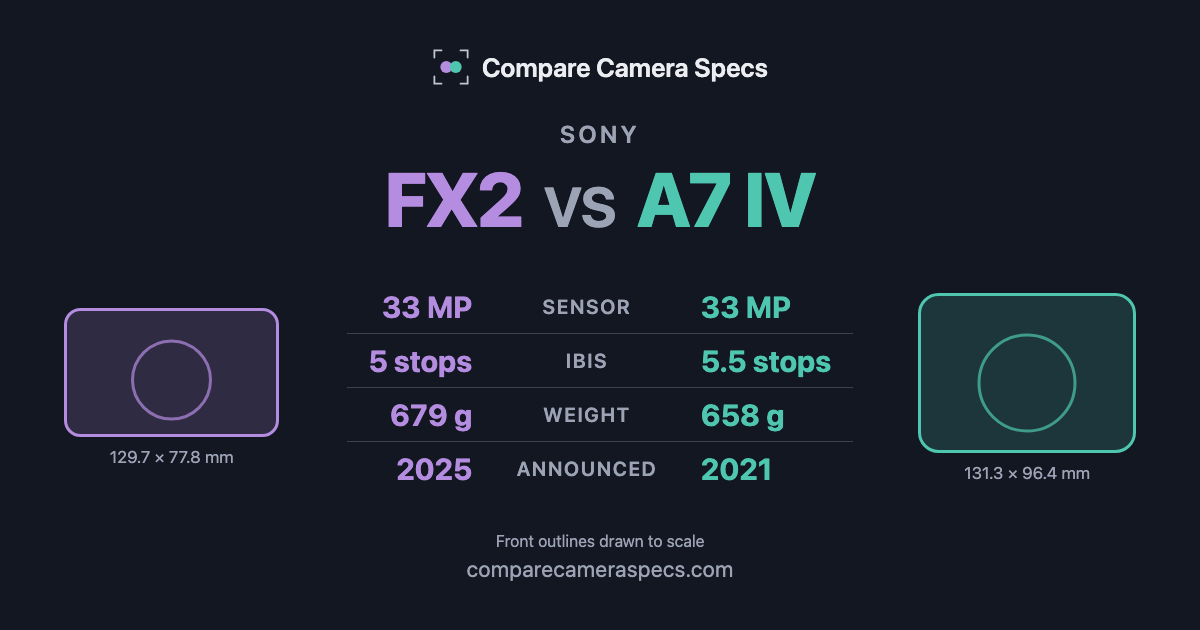 Compare Camera Specs
SONY
FX2 VS A7 IV
33 MP SENSOR 33 MP
5 stops IBIS 5.5 stops
679 g WEIGHT 658 g
2025 ANNOUNCED 2021
129.7 × 77.8 mm
131.3 × 96.4 mm
Front outlines drawn to scale
comparecameraspecs.com